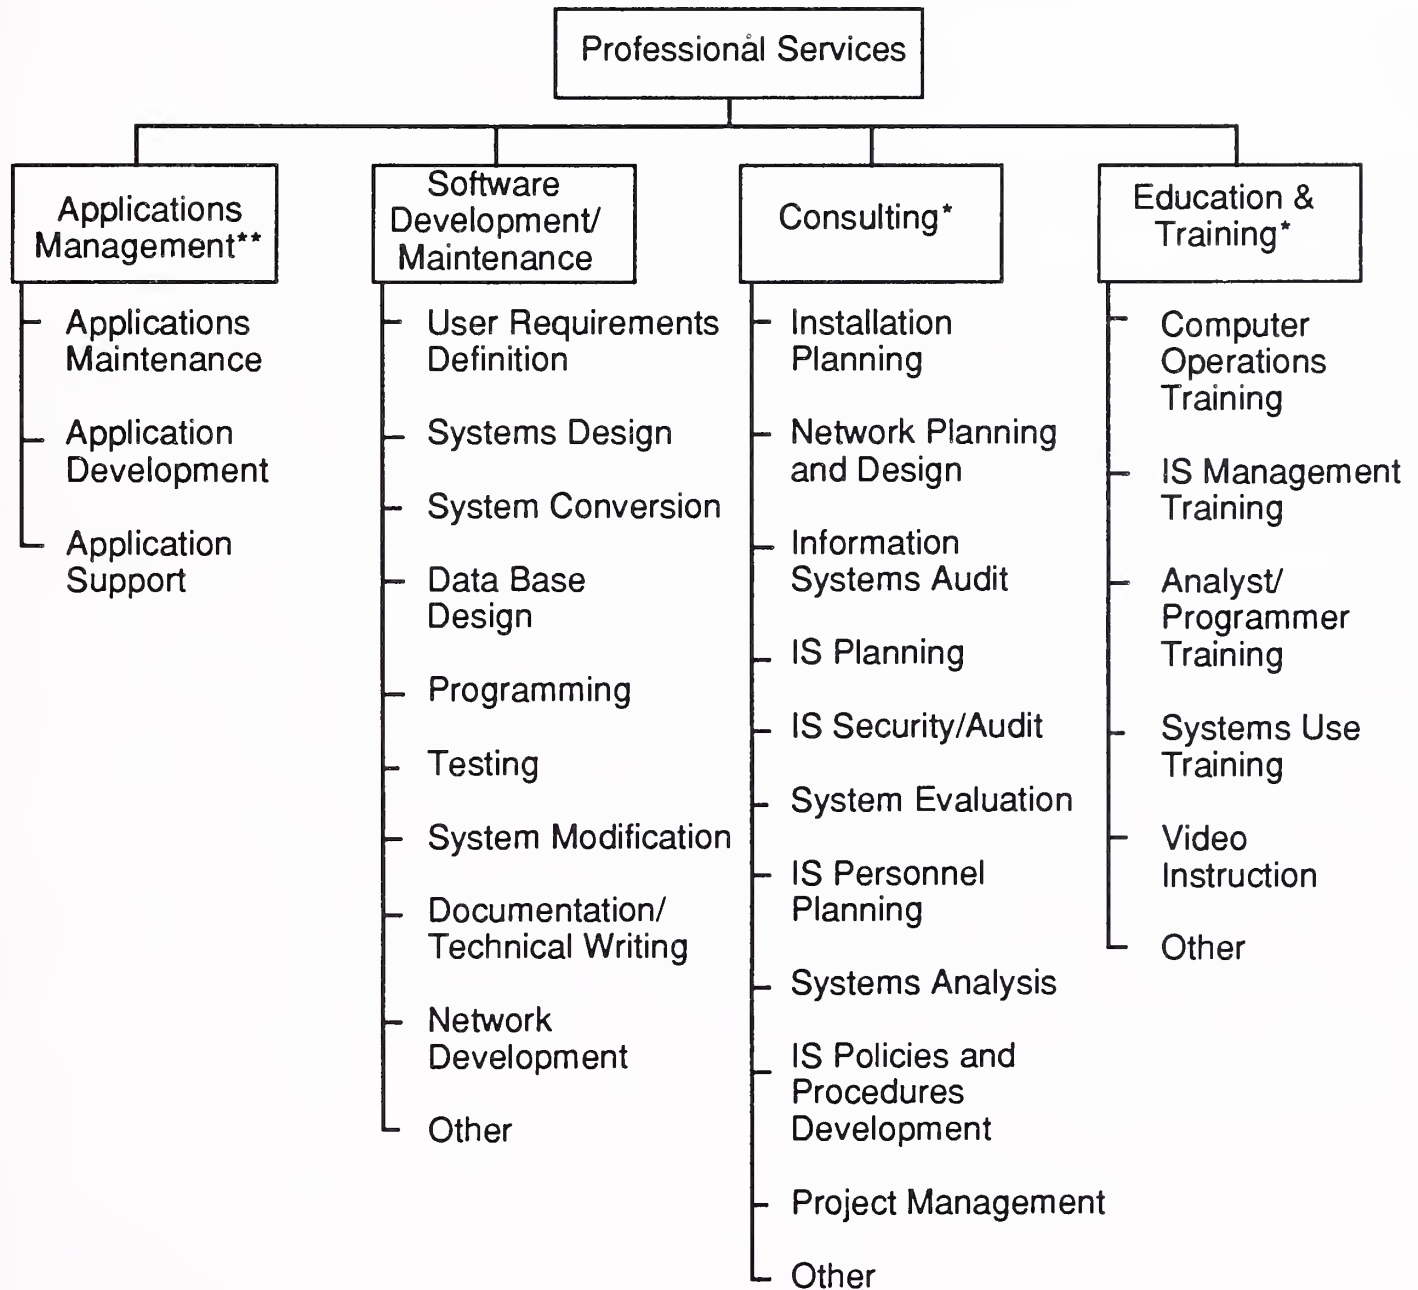 Professional Services
Applications
Management**
Applications
Maintenance
Application
Development
Application
Support
Software
Development/
Maintenance
User Requirements
Definition
Systems Design
System Conversion
Data Base
Design
Programming
Testing
System Modification
Documentation/
Technical Writing
Network
Development
Other
Consulting*
Installation
Planning
Network Planning
and Design
Information
Systems Audit
IS Planning
IS Security/Audit
System Evaluation
IS Personnel
Planning
Systems Analysis
IS Policies and
Procedures
Development
Project Management
Other
Education &
Training*
Computer
Operations
Training
IS Management
Training
Analyst/
Programmer
Training
Systems Use
Training
Video
Instruction
Other